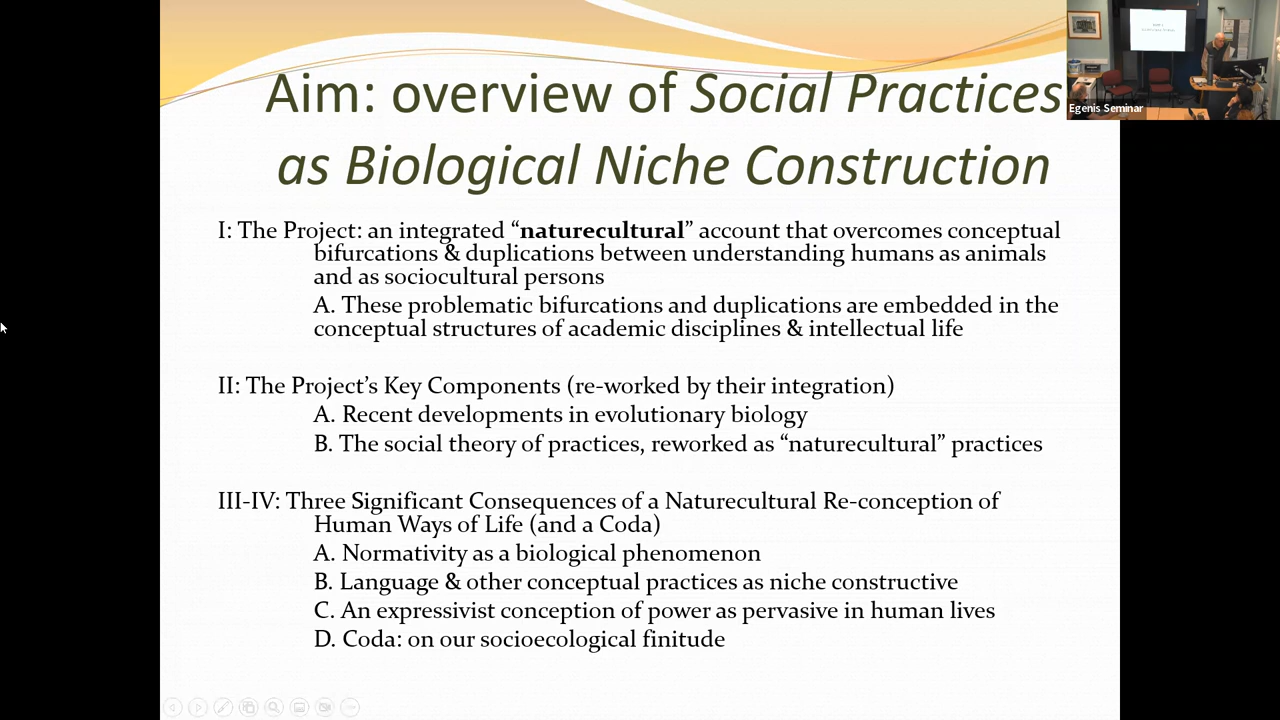 Aim: overview of Social Practices
as Biological Niche Construction
Egenis Seminar
I: The Project: an integrated “naturecultural” account that overcomes conceptual
bifurcations & duplications between understanding humans as animals
and as sociocultural persons
A. These problematic bifurcations and duplications are embedded in the
conceptual structures of academic disciplines & intellectual life
II: The Project’s Key Components (re-worked by their integration)
A. Recent developments in evolutionary biology
B. The social theory of practices, reworked as “naturecultural” practices
III-IV: Three Significant Consequences of a Naturecultural Re-conception of
Human Ways of Life (and a Coda)
A. Normativity as a biological phenomenon
B. Language & other conceptual practices as niche constructive
C. An expressivist conception of power as pervasive in human lives
D. Coda: on our socioecological finitude